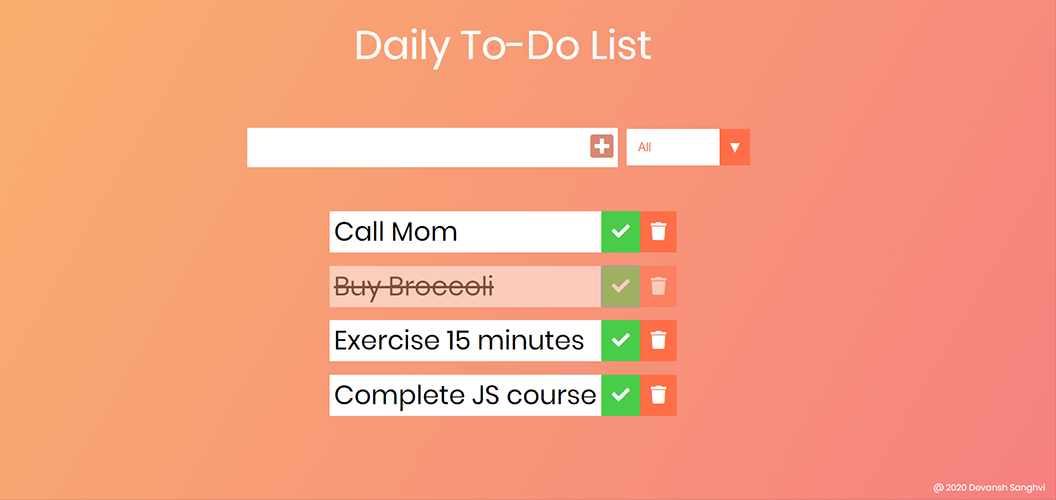 Daily To-Do List
All
Call Mom
Buy Broccoli
Exercise 15 minutes
Complete JS course
@ 2020 Devansh Sanghvi